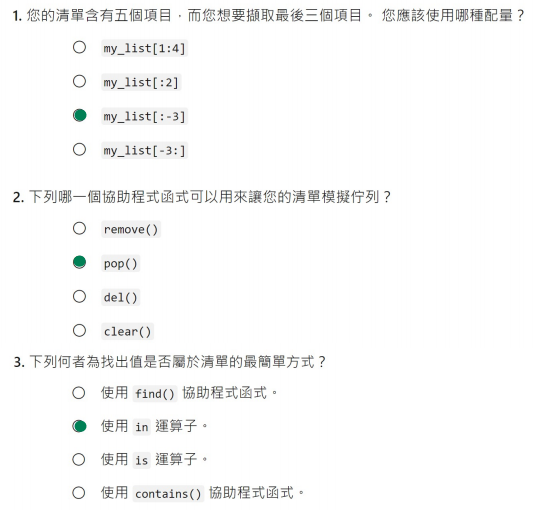 1. 您的清單含有五個項目，而您想要擷取最後三個項目。 您應該使用哪種配量？
my_list[1:4]
my_list[:2]
my_list[:-3]
my_list[-3:]
2. 下列哪一個協助程式函式可以用來讓您的清單模擬佇列？
remove()
pop()
del()
clear()
3. 下列何者為找出值是否屬於清單的最簡單方式？
使用 find() 協助程式函式。
使用 in 運算子。
使用 is 運算子。
使用 contains() 協助程式函式。